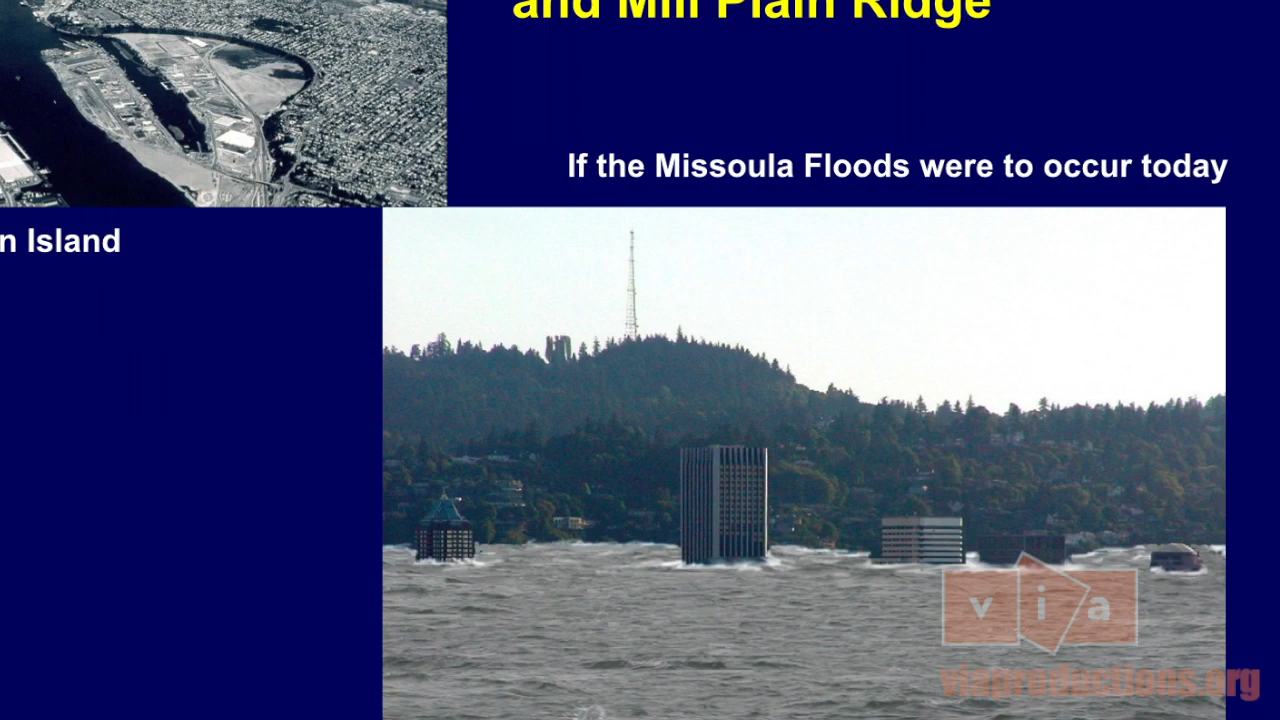 and Mill Plain Ridge
If the Missoula Floods were to occur today
n Island
via
viaproductions.org